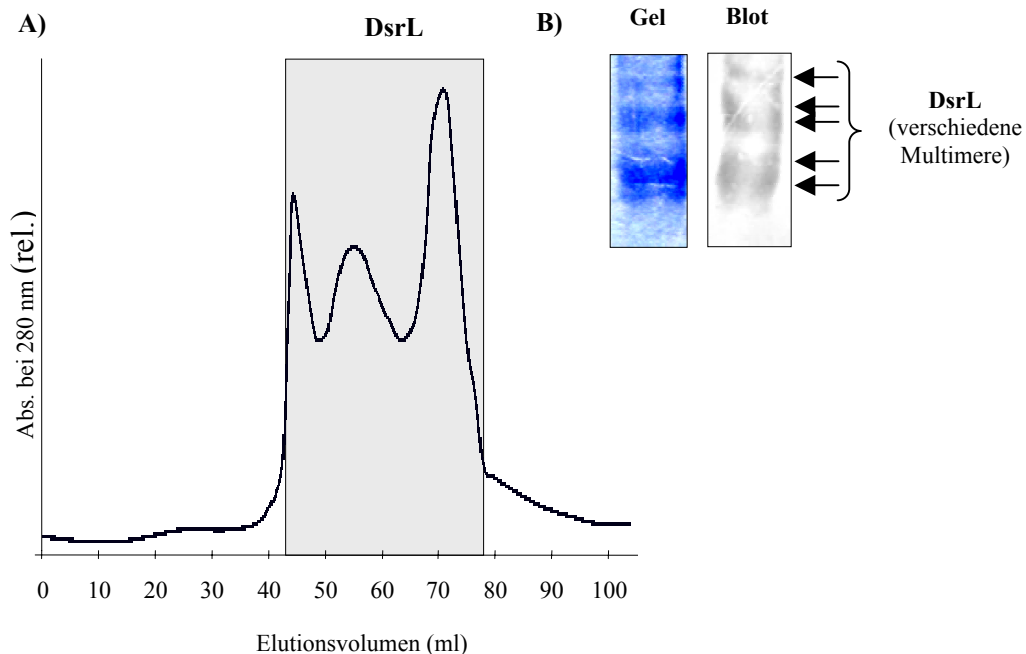 A)
DsrL
Abs. bei 280 nm (rel.)
0 10 20 30 40 50 60 70 80 90 100
Elutionsvolumen (ml)
B)
Gel Blot
DsrL
(verschiedene
Multimere)